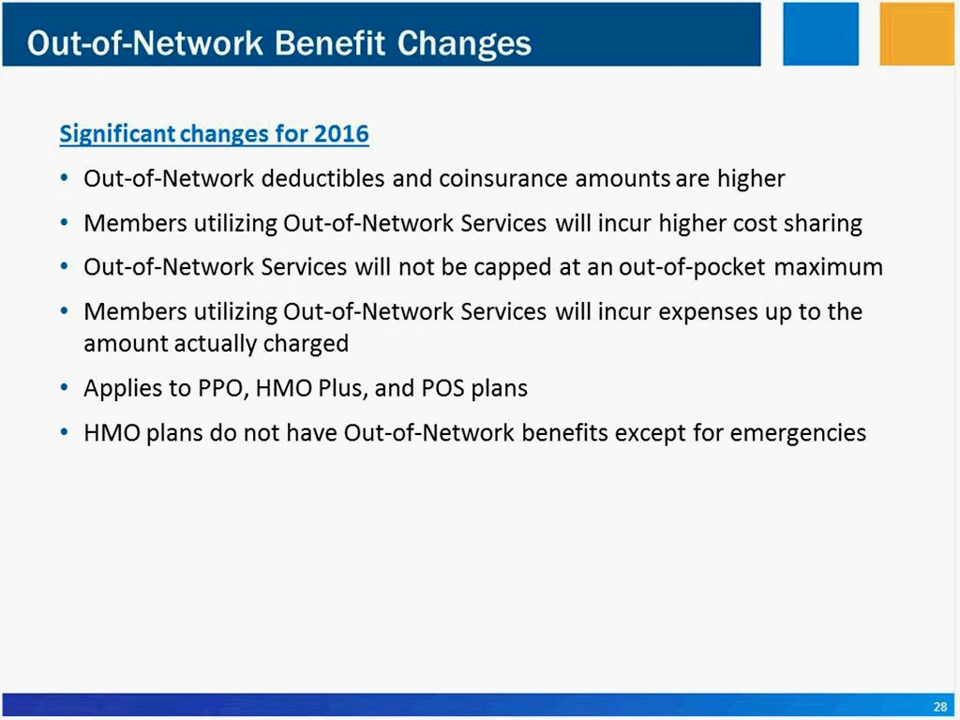 Out-of-Network Benefit Changes
Significant changes for 2016
• Out-of-Network deductibles and coinsurance amounts are higher
• Members utilizing Out-of-Network Services will incur higher cost sharing
• Out-of-Network Services will not be capped at an out-of-pocket maximum
• Members utilizing Out-of-Network Services will incur expenses up to the
amount actually charged
• Applies to PPO, HMO Plus, and POS plans
• HMO plans do not have Out-of-Network benefits except for emergencies
28